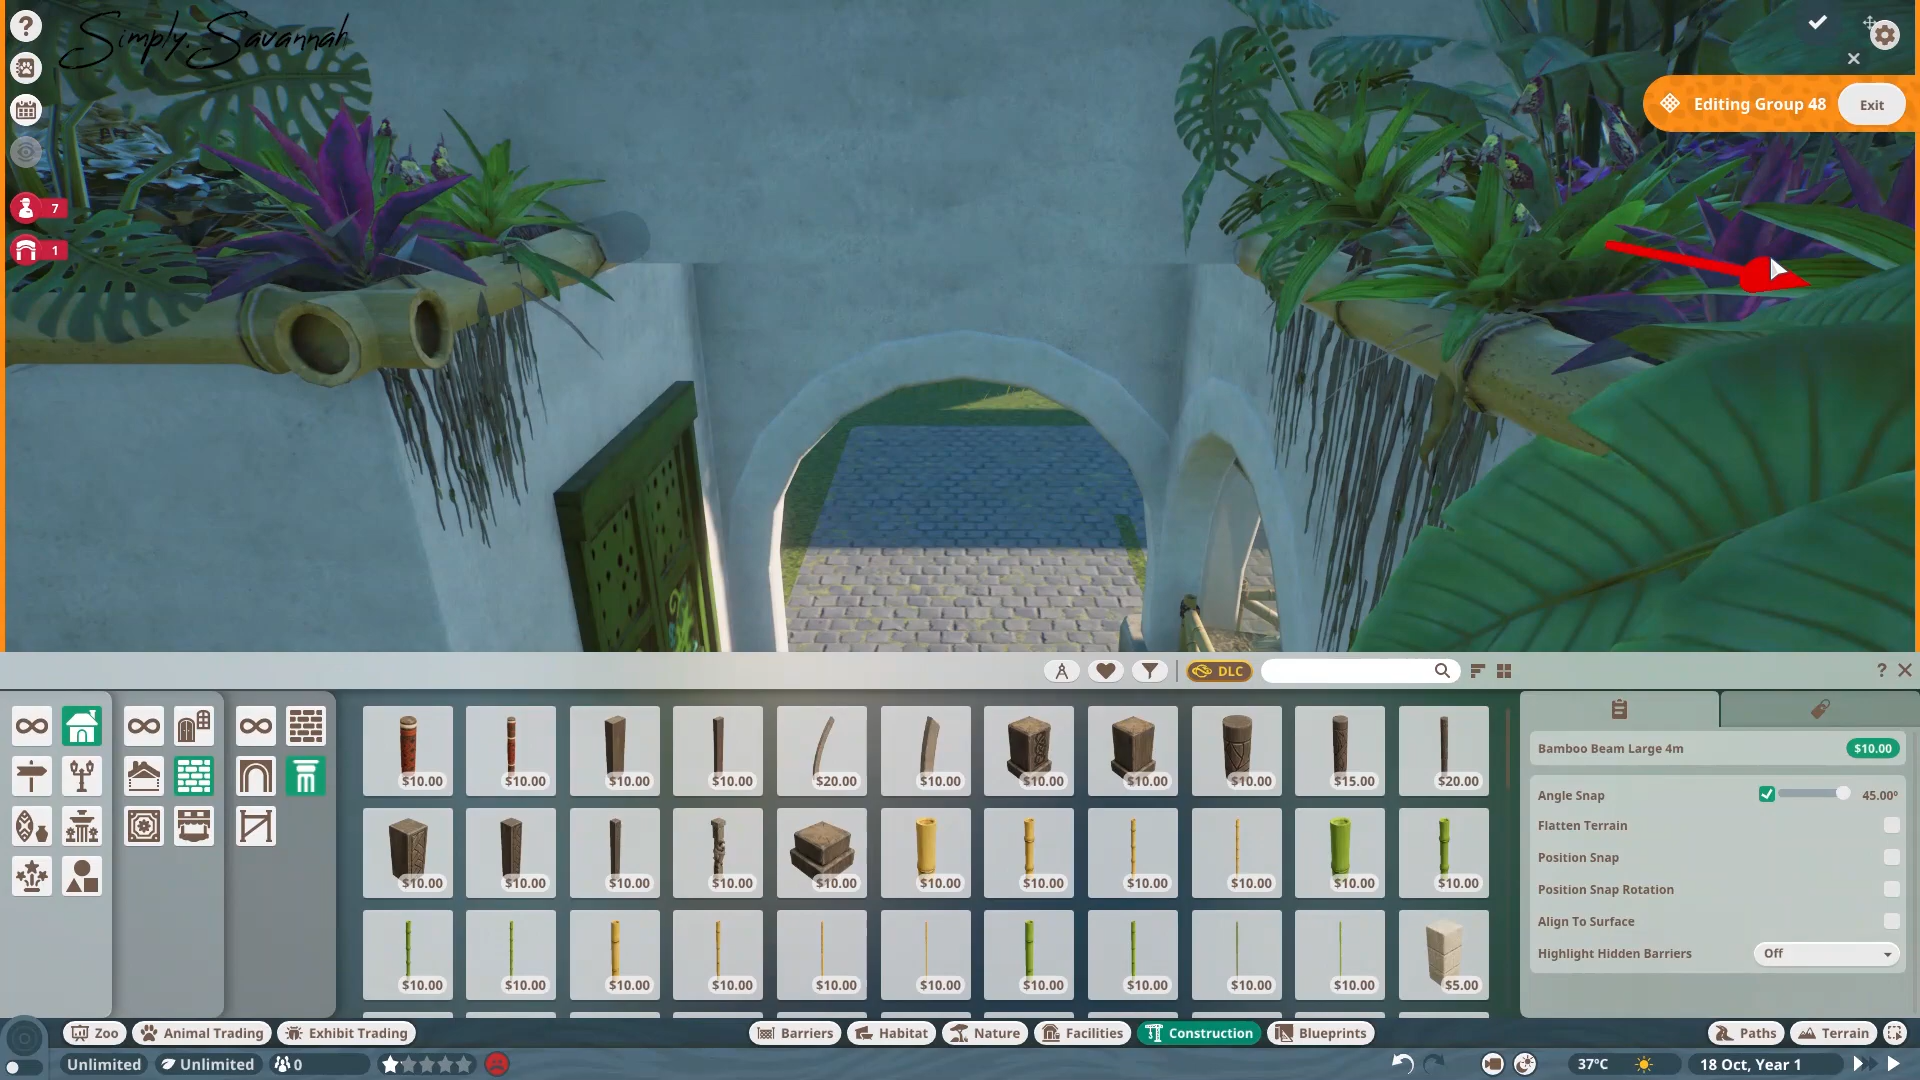 Simply.Savannah
Editing Group 48
Exit
7
1
DLC
$10.00 $10.00 $10.00 $10.00 $20.00 $10.00 $10.00 $10.00 $10.00 $15.00 $20.00
$10.00 $10.00 $10.00 $10.00 $10.00 $10.00 $10.00 $10.00 $10.00 $10.00 $10.00
$10.00 $10.00 $10.00 $10.00 $10.00 $10.00 $10.00 $10.00 $10.00 $10.00 $5.00
Bamboo Beam Large 4m $10.00
Angle Snap 45.00°
Flatten Terrain
Position Snap
Position Snap Rotation
Align To Surface
Highlight Hidden Barriers Off
Zoo Animal Trading Exhibit Trading Barriers Habitat Nature Facilities Construction Blueprints Paths Terrain
Unlimited Unlimited 0 37°C 18 Oct, Year 1